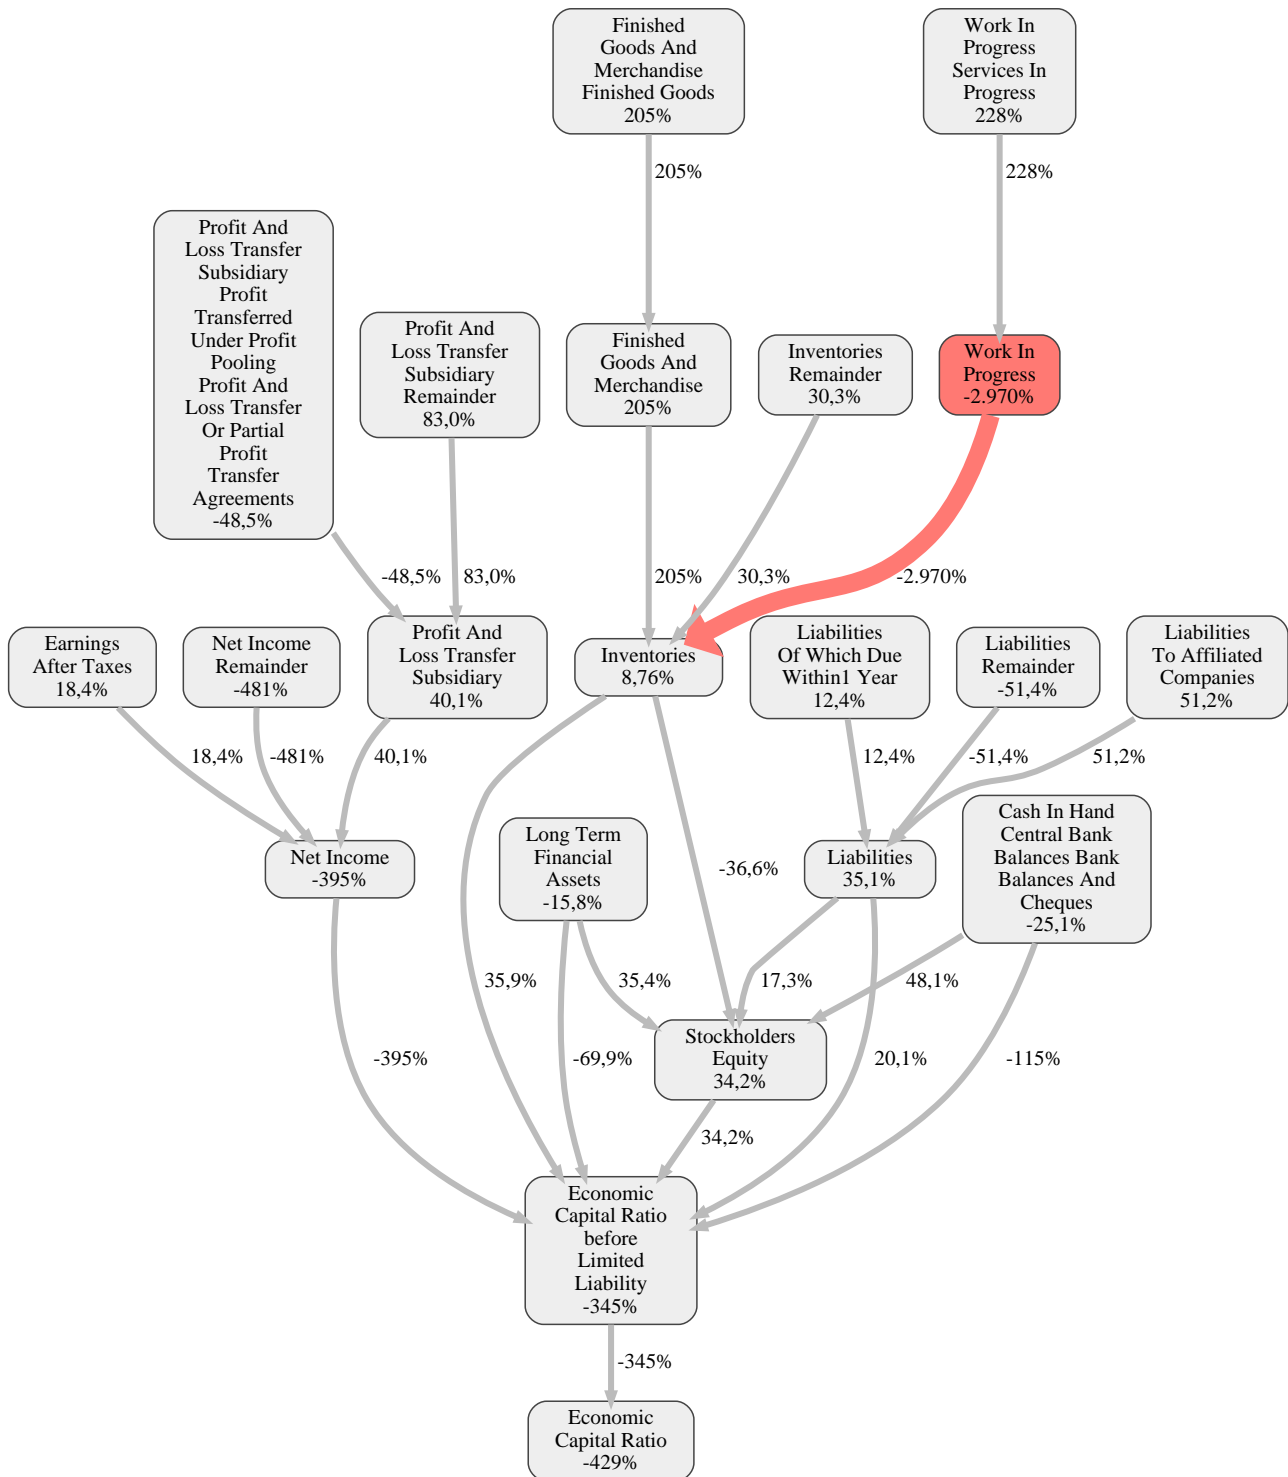 Finished
Goods And
Merchandise
Finished Goods
205%
Work In
Progress
Services In
Progress
228%
205%
228%
Profit And
Loss Transfer
Subsidiary
Profit
Transferred
Under Profit
Pooling
Profit And
Loss Transfer
Or Partial
Profit
Transfer
Agreements
-48,5%
Profit And
Loss Transfer
Subsidiary
Remainder
83,0%
Finished
Goods And
Merchandise
205%
Inventories
Remainder
30,3%
Work In
Progress
-2.970%
-48,5%
83,0%
205%
30,3%
-2.970%
Earnings
After Taxes
18,4%
Net Income
Remainder
-481%
Profit And
Loss Transfer
Subsidiary
40,1%
Inventories
8,76%
Liabilities
Of Which Due
Within1 Year
12,4%
Liabilities
Remainder
-51,4%
Liabilities
To Affiliated
Companies
51,2%
18,4%
-481%
40,1%
12,4%
-51,4%
51,2%
Net Income
-395%
Long Term
Financial
Assets
-15,8%
-36,6%
Liabilities
35,1%
Cash In Hand
Central Bank
Balances Bank
Balances And
Cheques
-25,1%
35,9%
35,4%
17,3%
48,1%
-395%
-69,9%
Stockholders
Equity
34,2%
20,1%
-115%
34,2%
Economic
Capital Ratio
before
Limited
Liability
-345%
-345%
Economic
Capital Ratio
-429%